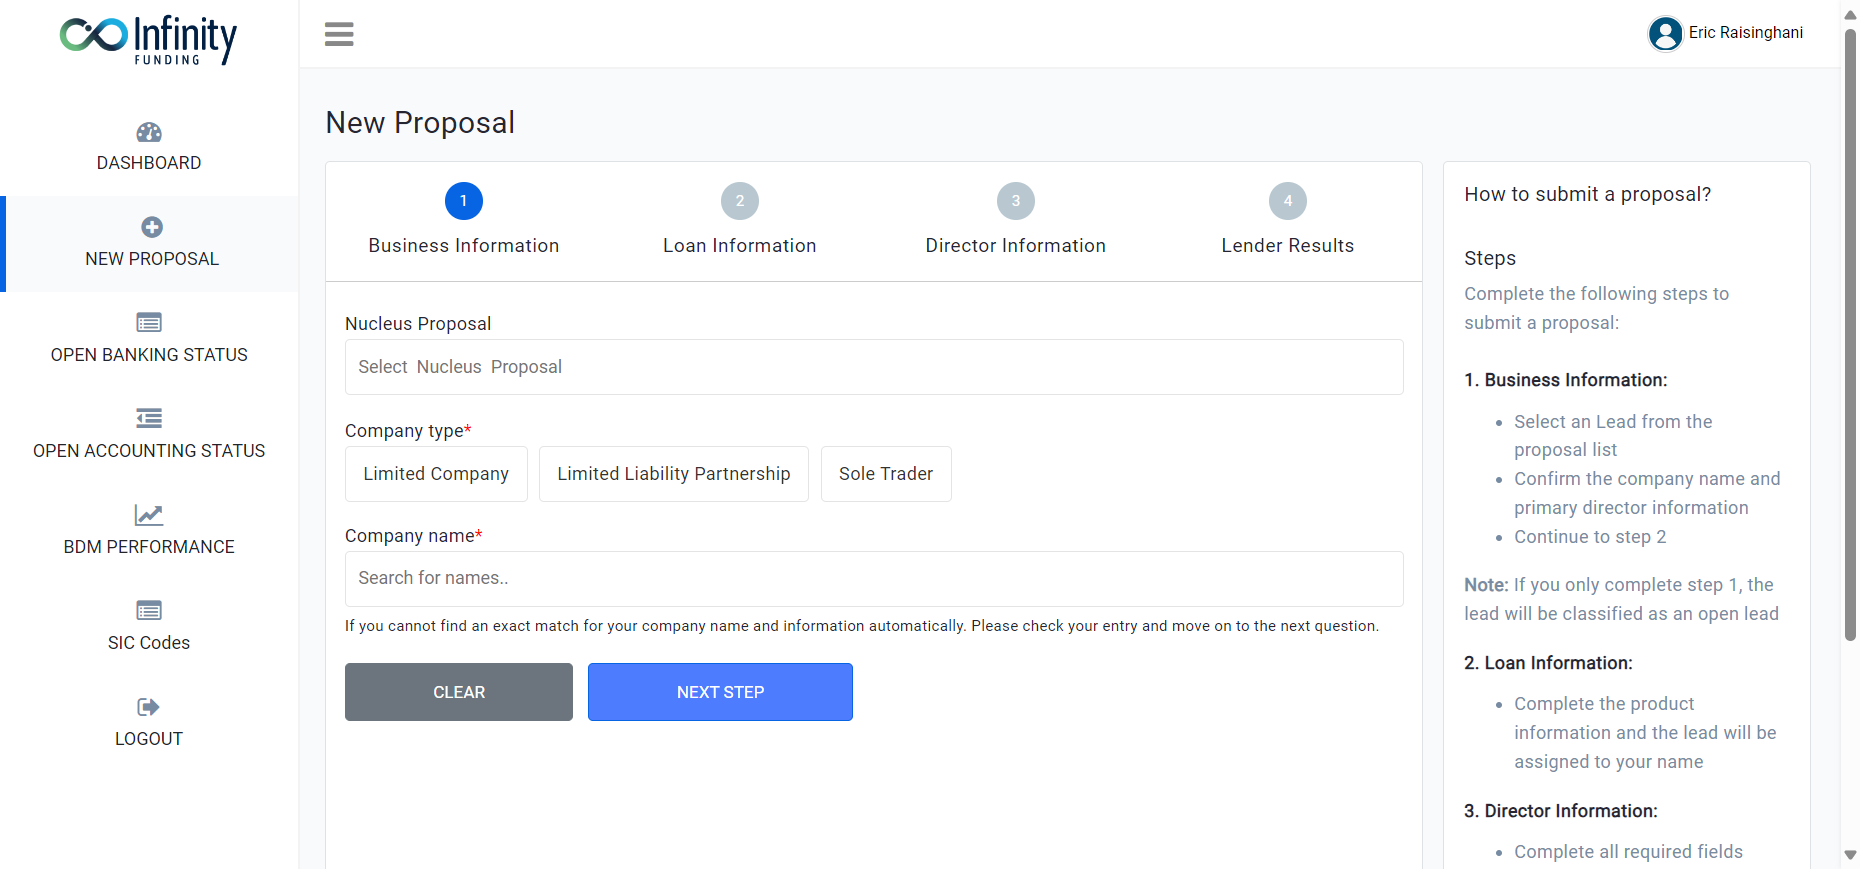 Infinity
FUNDING
Eric Raisinghani
DASHBOARD
NEW PROPOSAL
OPEN BANKING STATUS
OPEN ACCOUNTING STATUS
BDM PERFORMANCE
SIC Codes
LOGOUT
New Proposal
1
Business Information
2
Loan Information
3
Director Information
4
Lender Results
Nucleus Proposal
Select Nucleus Proposal
Company type*
Limited Company
Limited Liability Partnership
Sole Trader
Company name*
Search for names..
If you cannot find an exact match for your company name and information automatically. Please check your entry and move on to the next question.
CLEAR
NEXT STEP
How to submit a proposal?
Steps
Complete the following steps to
submit a proposal:
1. Business Information:
• Select an Lead from the
proposal list
• Confirm the company name and
primary director information
• Continue to step 2
Note: If you only complete step 1, the
lead will be classified as an open lead
2. Loan Information:
• Complete the product
information and the lead will be
assigned to your name
3. Director Information:
• Complete all required fields